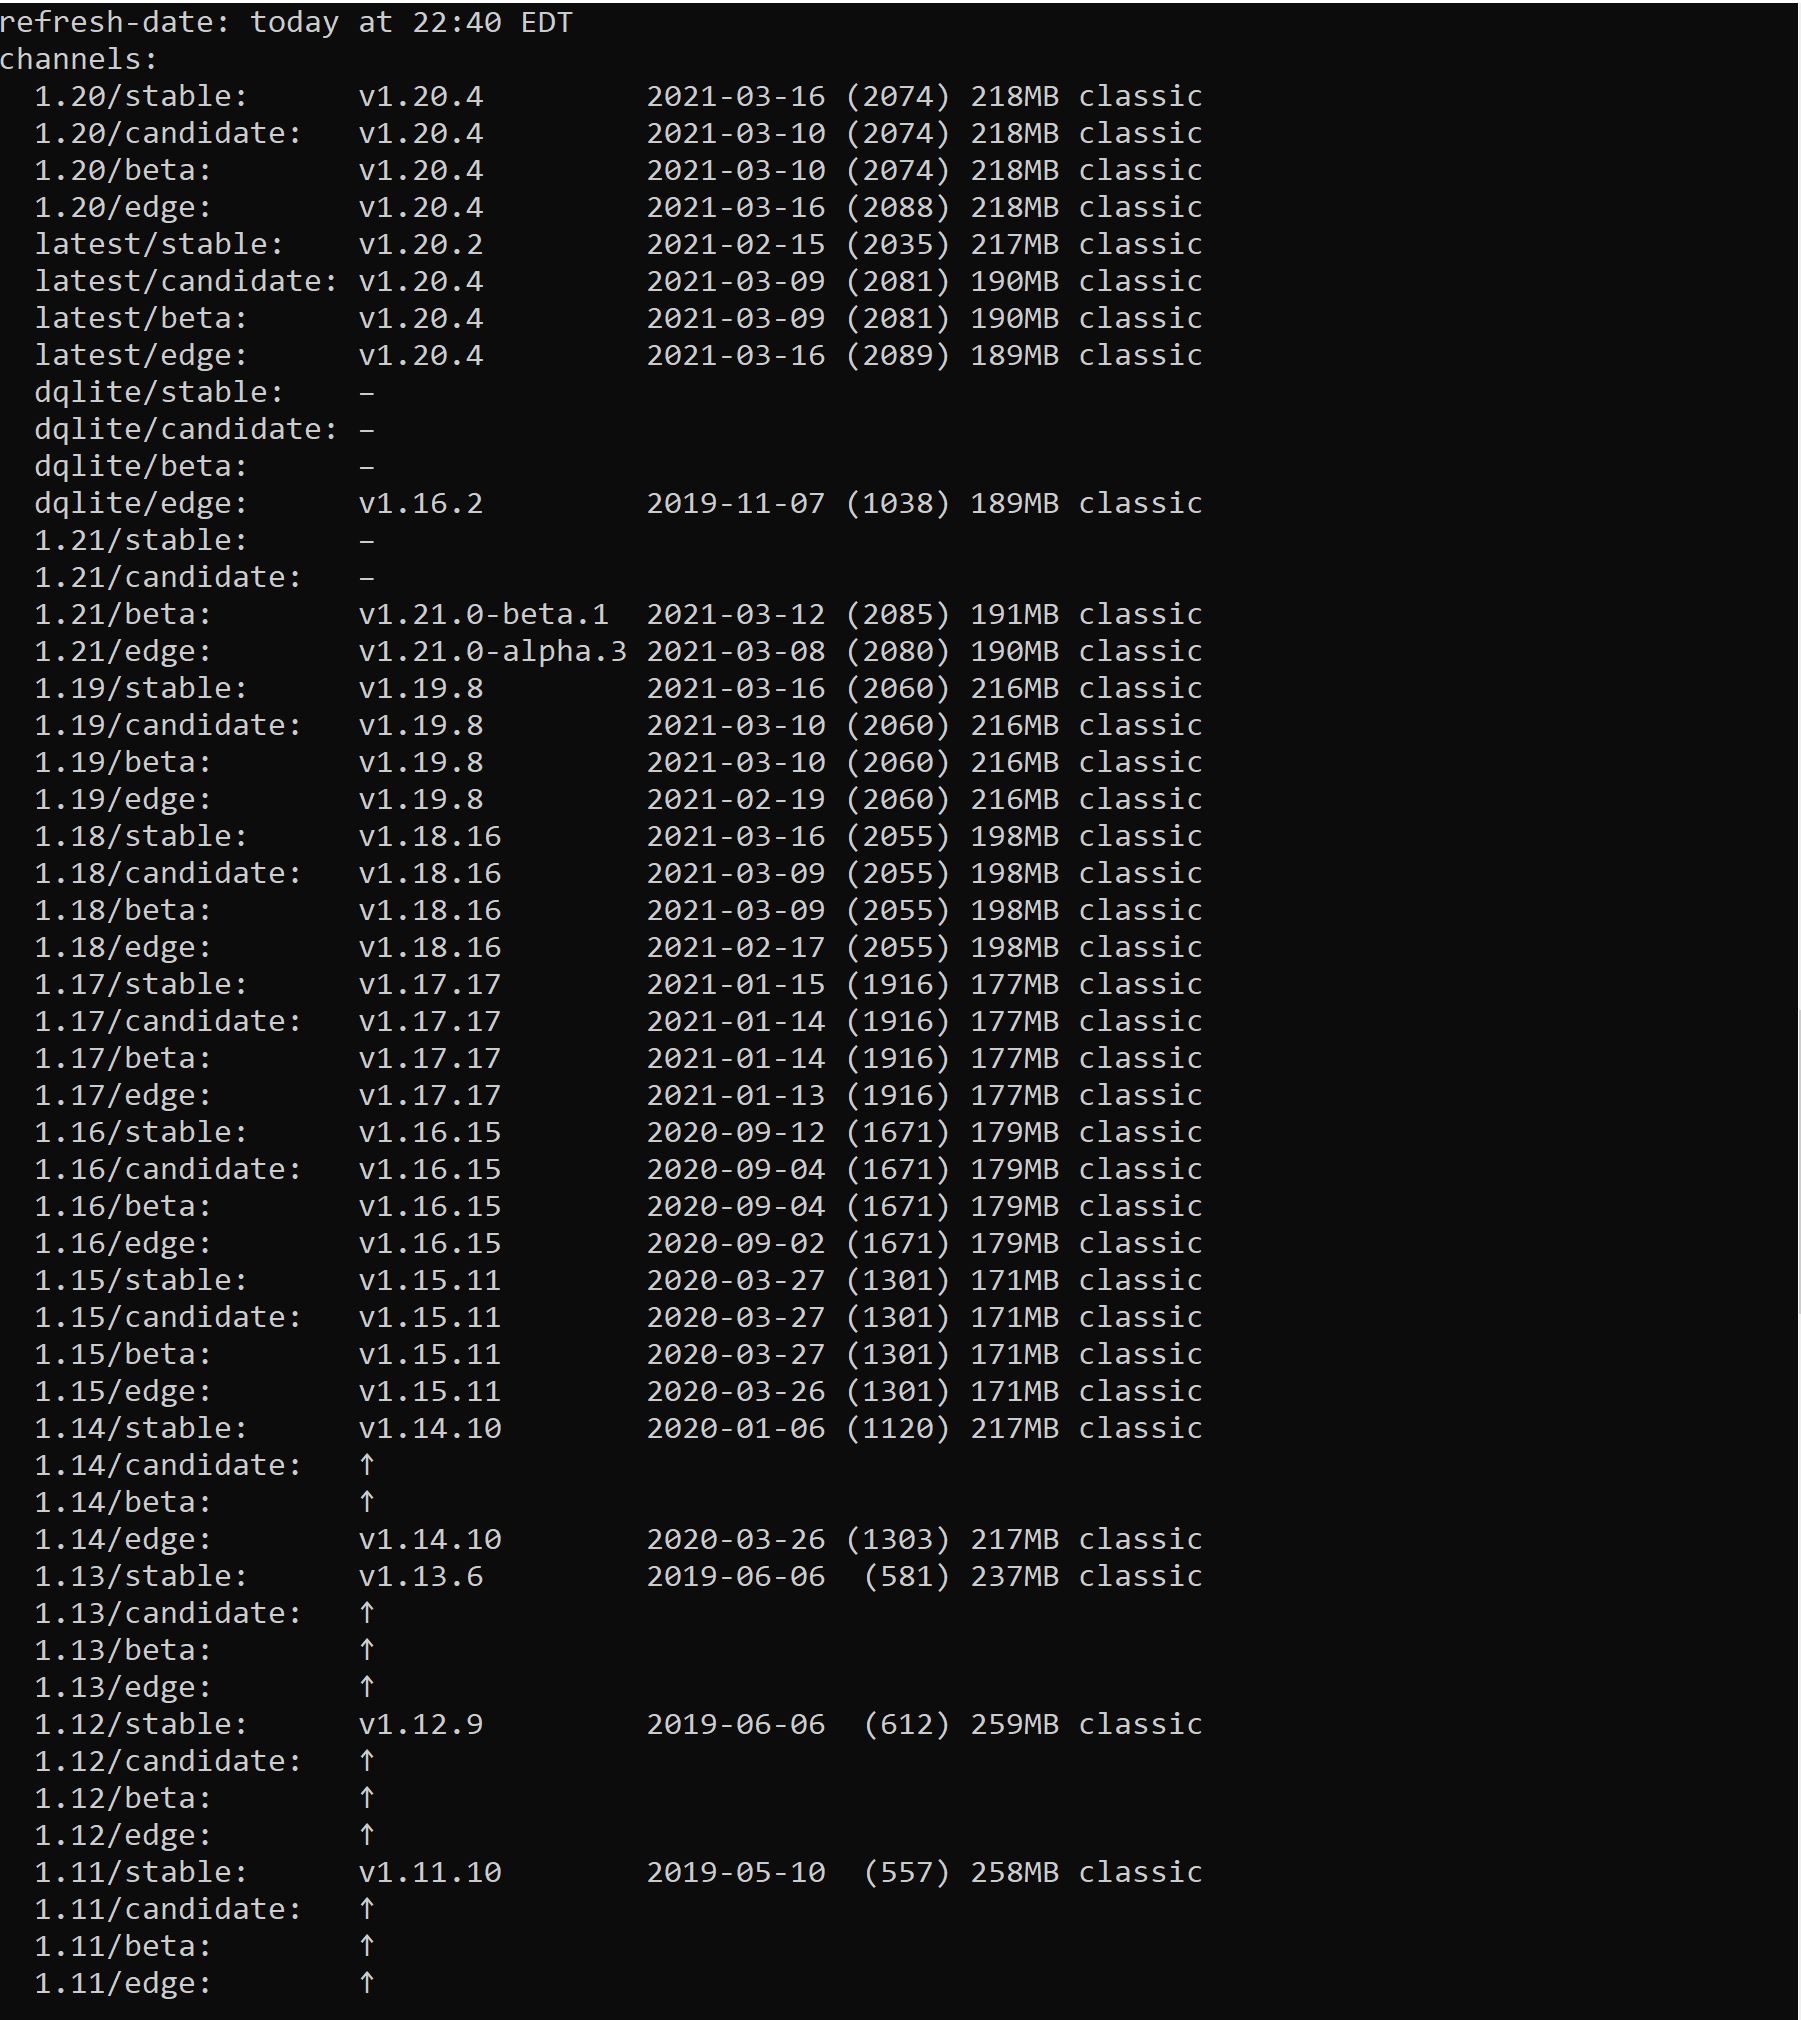 refresh-date: today at 22:40 EDT
channels:
  1.20/stable:      v1.20.4         2021-03-16 (2074) 218MB classic
  1.20/candidate:   v1.20.4         2021-03-10 (2074) 218MB classic
  1.20/beta:        v1.20.4         2021-03-10 (2074) 218MB classic
  1.20/edge:        v1.20.4         2021-03-16 (2088) 218MB classic
  latest/stable:    v1.20.2         2021-02-15 (2035) 217MB classic
  latest/candidate: v1.20.4         2021-03-09 (2081) 190MB classic
  latest/beta:      v1.20.4         2021-03-09 (2081) 190MB classic
  latest/edge:      v1.20.4         2021-03-16 (2089) 189MB classic
  dqlite/stable:    –
  dqlite/candidate: –
  dqlite/beta:      –
  dqlite/edge:      v1.16.2         2019-11-07 (1038) 189MB classic
  1.21/stable:      –
  1.21/candidate:   –
  1.21/beta:        v1.21.0-beta.1  2021-03-12 (2085) 191MB classic
  1.21/edge:        v1.21.0-alpha.3 2021-03-08 (2080) 190MB classic
  1.19/stable:      v1.19.8         2021-03-16 (2060) 216MB classic
  1.19/candidate:   v1.19.8         2021-03-10 (2060) 216MB classic
  1.19/beta:        v1.19.8         2021-03-10 (2060) 216MB classic
  1.19/edge:        v1.19.8         2021-02-19 (2060) 216MB classic
  1.18/stable:      v1.18.16        2021-03-16 (2055) 198MB classic
  1.18/candidate:   v1.18.16        2021-03-09 (2055) 198MB classic
  1.18/beta:        v1.18.16        2021-03-09 (2055) 198MB classic
  1.18/edge:        v1.18.16        2021-02-17 (2055) 198MB classic
  1.17/stable:      v1.17.17        2021-01-15 (1916) 177MB classic
  1.17/candidate:   v1.17.17        2021-01-14 (1916) 177MB classic
  1.17/beta:        v1.17.17        2021-01-14 (1916) 177MB classic
  1.17/edge:        v1.17.17        2021-01-13 (1916) 177MB classic
  1.16/stable:      v1.16.15        2020-09-12 (1671) 179MB classic
  1.16/candidate:   v1.16.15        2020-09-04 (1671) 179MB classic
  1.16/beta:        v1.16.15        2020-09-04 (1671) 179MB classic
  1.16/edge:        v1.16.15        2020-09-02 (1671) 179MB classic
  1.15/stable:      v1.15.11        2020-03-27 (1301) 171MB classic
  1.15/candidate:   v1.15.11        2020-03-27 (1301) 171MB classic
  1.15/beta:        v1.15.11        2020-03-27 (1301) 171MB classic
  1.15/edge:        v1.15.11        2020-03-26 (1301) 171MB classic
  1.14/stable:      v1.14.10        2020-01-06 (1120) 217MB classic
  1.14/candidate:   ↑
  1.14/beta:        ↑
  1.14/edge:        v1.14.10        2020-03-26 (1303) 217MB classic
  1.13/stable:      v1.13.6         2019-06-06  (581) 237MB classic
  1.13/candidate:   ↑
  1.13/beta:        ↑
  1.13/edge:        ↑
  1.12/stable:      v1.12.9         2019-06-06  (612) 259MB classic
  1.12/candidate:   ↑
  1.12/beta:        ↑
  1.12/edge:        ↑
  1.11/stable:      v1.11.10        2019-05-10  (557) 258MB classic
  1.11/candidate:   ↑
  1.11/beta:        ↑
  1.11/edge:        ↑